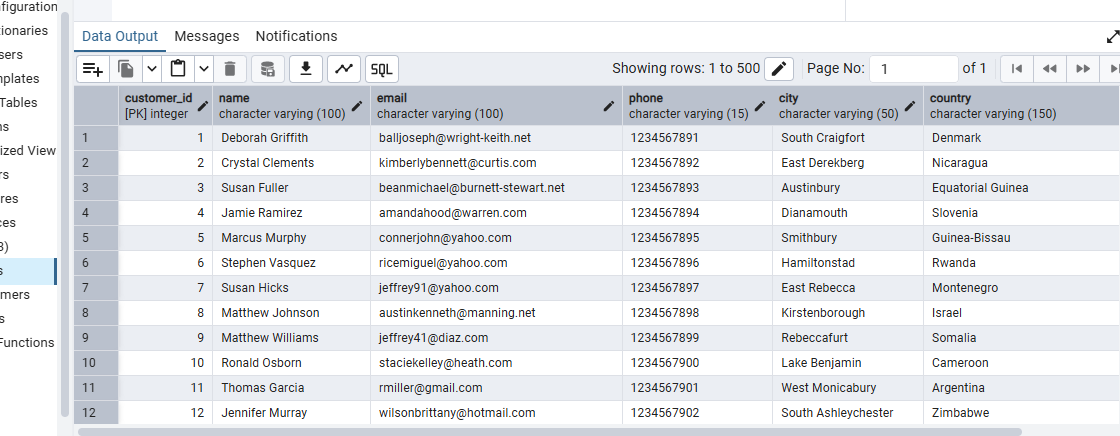 figuration
tionaries
sers
mplates
Tables
ns
ized View
rs
res
ces
3)
s
mers
s
Functions
Data Output Messages Notifications
SQL Showing rows: 1 to 500 Page No: 1 of 1
customer_id name email phone city country
[PK] integer character varying (100) character varying (100) character varying (15) character varying (50) character varying (150)
1 1 Deborah Griffith balljoseph@wright-keith.net 1234567891 South Craigfort Denmark
2 2 Crystal Clements kimberlybennett@curtis.com 1234567892 East Derekberg Nicaragua
3 3 Susan Fuller beanmichael@burnett-stewart.net 1234567893 Austinbury Equatorial Guinea
4 4 Jamie Ramirez amandahood@warren.com 1234567894 Dianamouth Slovenia
5 5 Marcus Murphy connerjohn@yahoo.com 1234567895 Smithbury Guinea-Bissau
6 6 Stephen Vasquez ricemiguel@yahoo.com 1234567896 Hamiltonstad Rwanda
7 7 Susan Hicks jeffrey91@yahoo.com 1234567897 East Rebecca Montenegro
8 8 Matthew Johnson austinkenneth@manning.net 1234567898 Kirstenborough Israel
9 9 Matthew Williams jeffrey41@diaz.com 1234567899 Rebeccafurt Somalia
10 10 Ronald Osborn staciekelley@heath.com 1234567900 Lake Benjamin Cameroon
11 11 Thomas Garcia rmiller@gmail.com 1234567901 West Monicabury Argentina
12 12 Jennifer Murray wilsonbrittany@hotmail.com 1234567902 South Ashleychester Zimbabwe